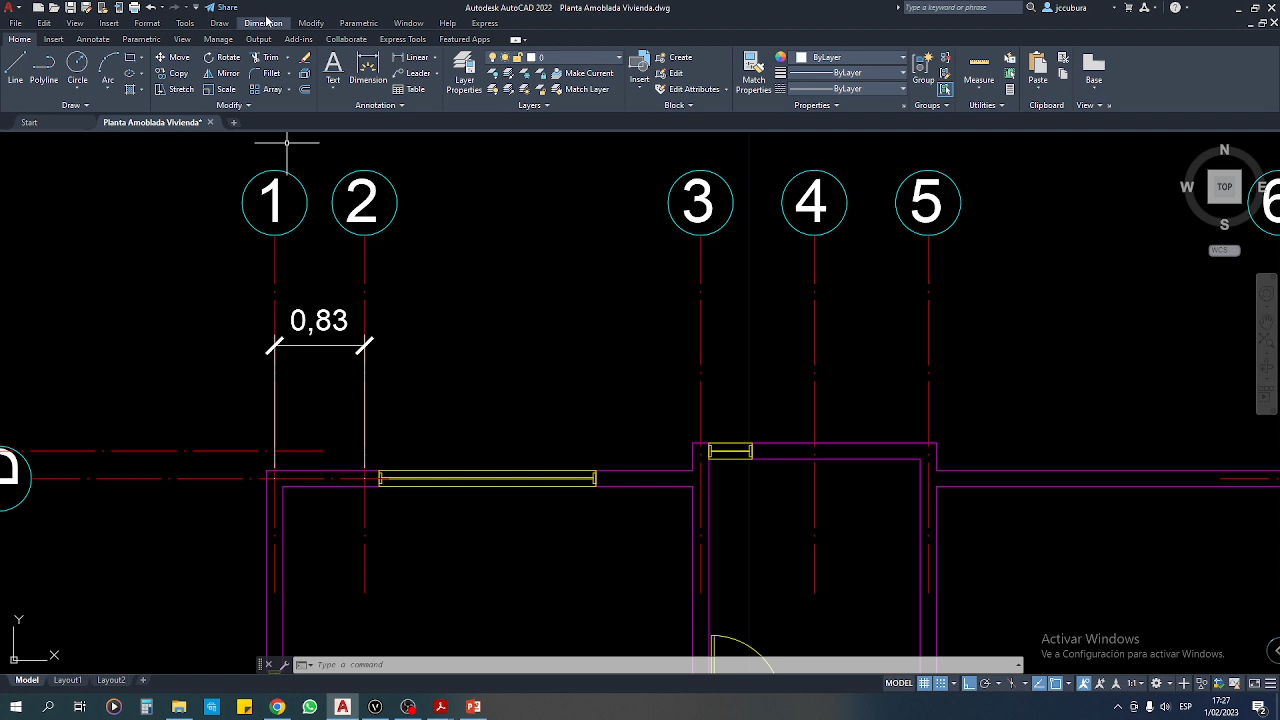 Share
Autodesk AutoCAD 2022 Planta Amoblada Vivienda.dwg
Type a keyword or phrase
jccobura
File Edit View Insert Format Tools Draw Dimension Modify Parametric Window Help Express
Home Insert Annotate Parametric View Manage Output Add-ins Collaborate Express Tools Featured Apps
Line Polyline Circle Arc
Move Rotate Trim
Copy Mirror Fillet
Stretch Scale Array
Text Dimension
Linear
Leader
Table
Layer Properties
0
Make Current
Match Layer
Insert
Create
Edit
Edit Attributes
Match Properties
ByLayer
ByLayer
ByLayer
Group
Measure
Paste
Base
Draw Modify Annotation Layers Block Properties Groups Utilities Clipboard View
Start Planta Amoblada Vivienda*
N
W TOP E
S
WCS
1 2 3 4 5 6
0,83
D
Y
X
Type a command
Activar Windows
Ve a Configuración para activar Windows.
Model Layout1 Layout2
MODEL
1:1
ESP
17:27
1/02/2023